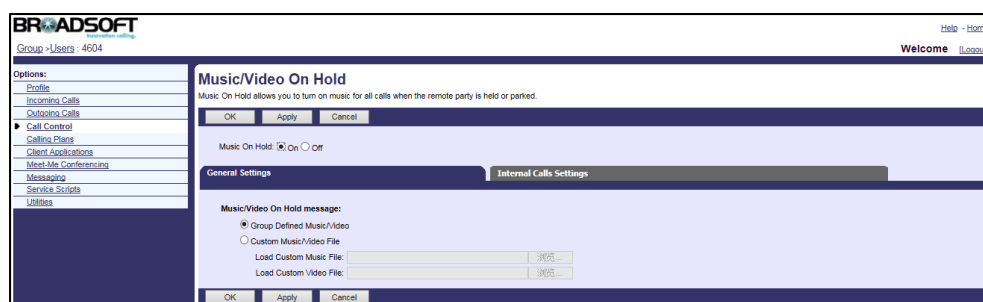 BROADSOFT
innovation calling.
Help - Hom
Group >Users : 4604
Welcome [Logou
Options:
Profile
Incoming Calls
Outgoing Calls
Call Control
Calling Plans
Client Applications
Meet-Me Conferencing
Messaging
Service Scripts
Utilities
Music/Video On Hold
Music On Hold allows you to turn on music for all calls when the remote party is held or parked.
OK Apply Cancel
Music On Hold: On Off
General Settings Internal Calls Settings
Music/Video On Hold message:
Group Defined Music/Video
Custom Music/Video File
Load Custom Music File: 浏览...
Load Custom Video File: 浏览...
OK Apply Cancel